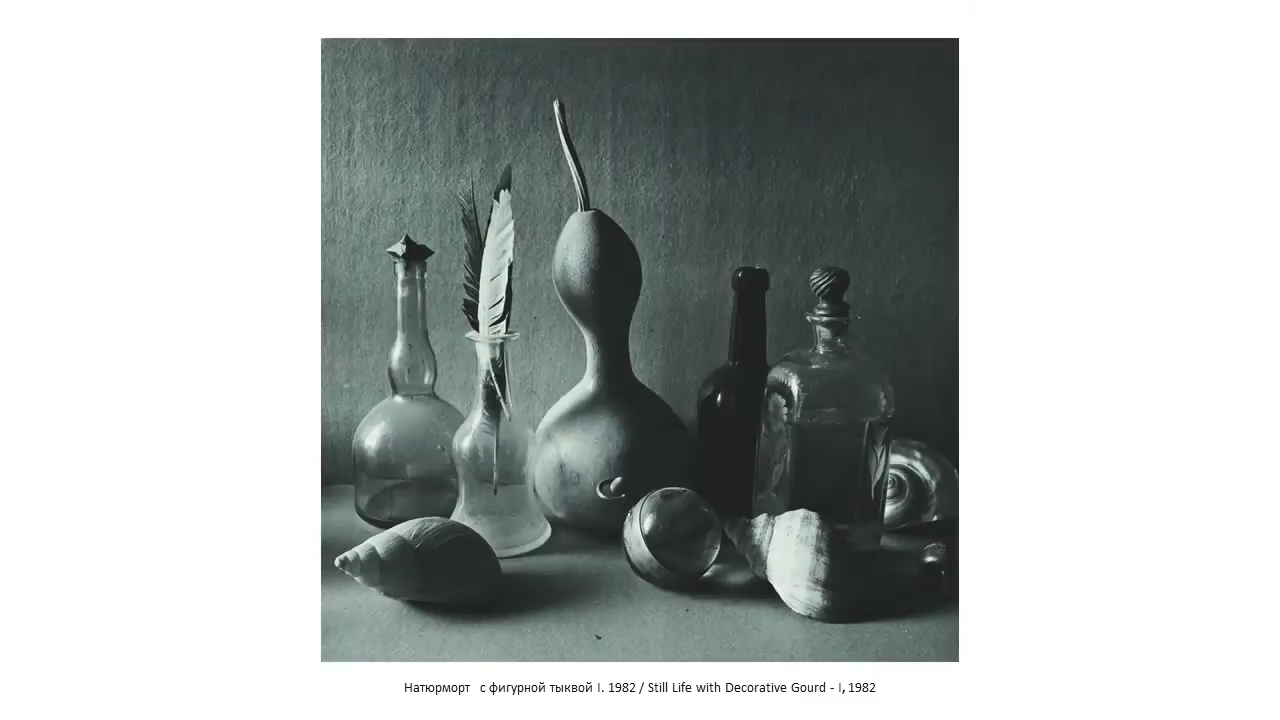 Натюрморт с фигурной тыквой I. 1982 / Still Life with Decorative Gourd - I, 1982